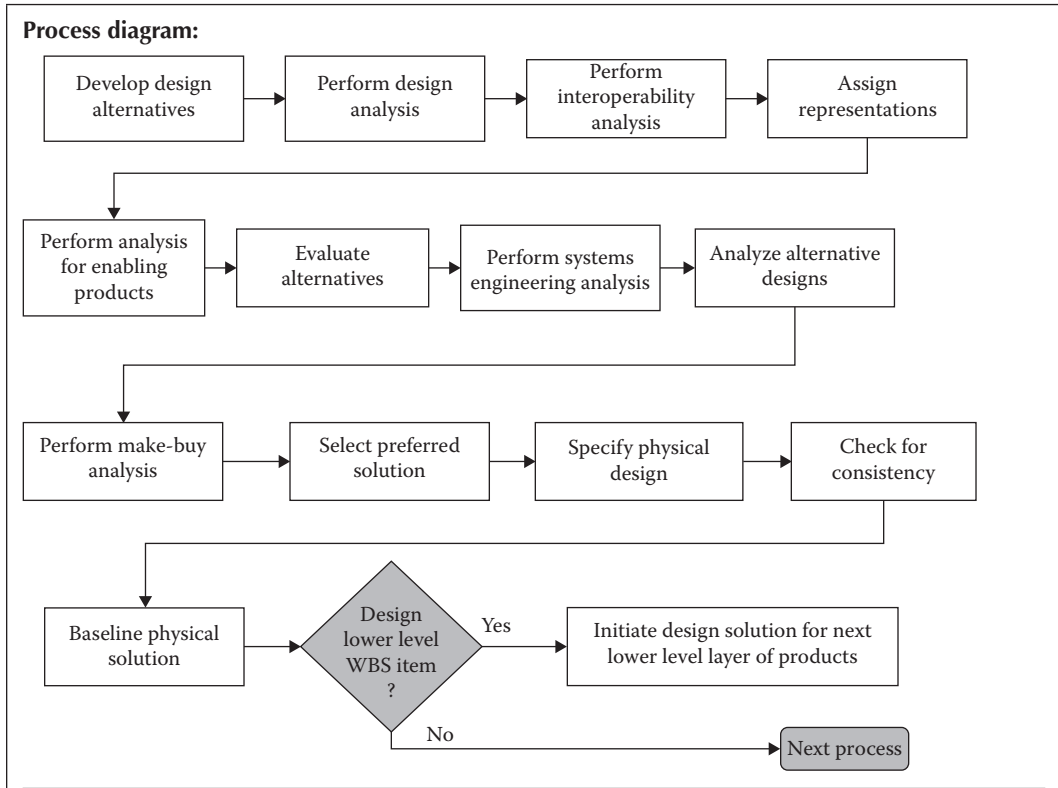 Process diagram:
Develop design
alternatives
Perform design
analysis
Perform
interoperability
analysis
Assign
representations
Perform analysis
for enabling
products
Evaluate
alternatives
Perform systems
engineering analysis
Analyze alternative
designs
Perform make-buy
analysis
Select preferred
solution
Specify physical
design
Check for
consistency
Baseline physical
solution
Design
lower level
WBS item
?
Yes
Initiate design solution for next
lower level layer of products
No
Next process